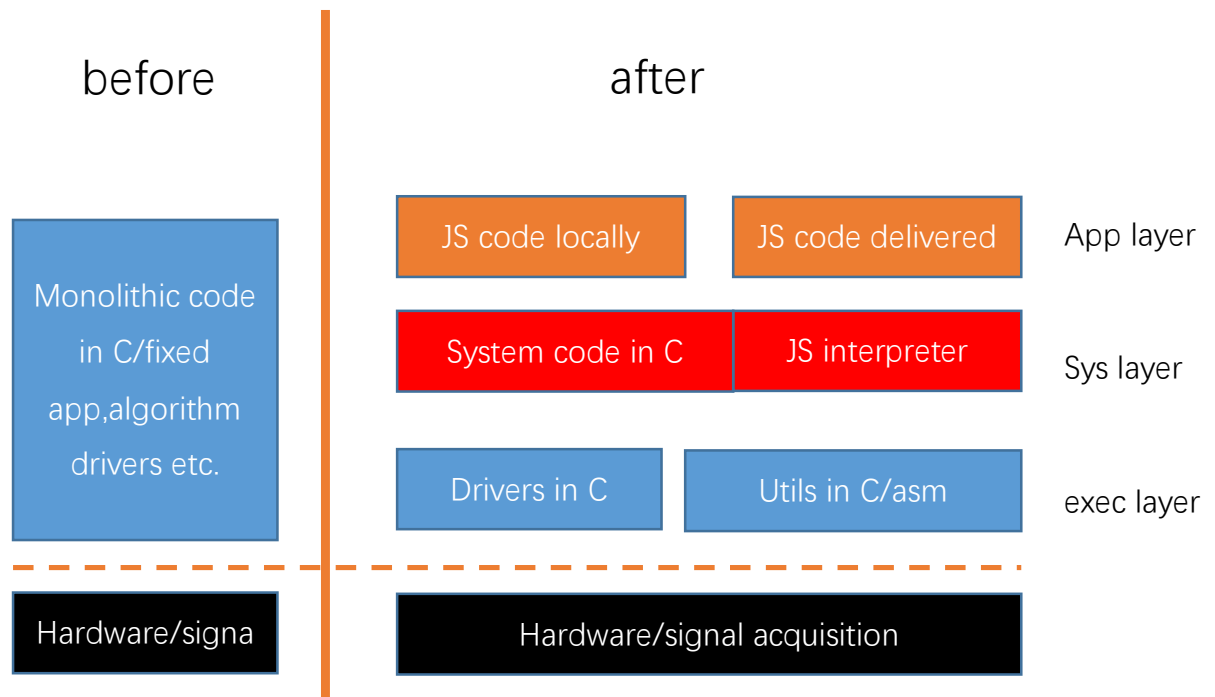 before
after
Monolithic code
in C/fixed
app,algorithm
drivers etc.
JS code locally
JS code delivered
App layer
System code in C
JS interpreter
Sys layer
Drivers in C
Utils in C/asm
exec layer
Hardware/signa
Hardware/signal acquisition